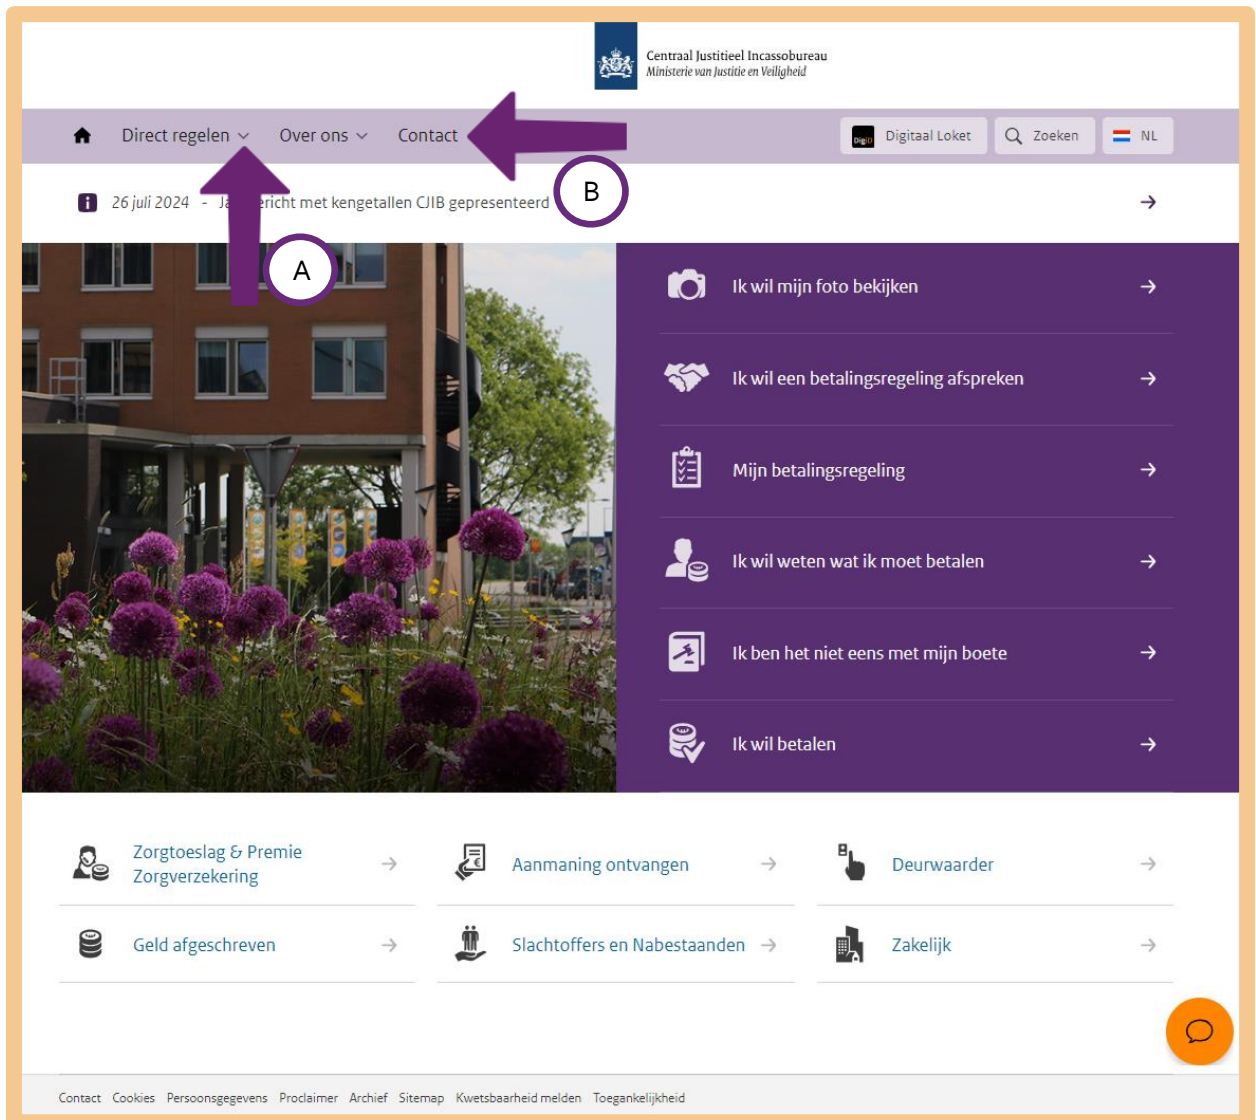 Centraal Justitieel Incassobureau
Ministerie van Justitie en Veiligheid
Direct regelen
Over ons
Contact
DigiD
Digitaal Loket
Zoeken
NL
B
26 juli 2024 - met kengetallen CJIB gepresenteerd
A
Ik wil mijn foto bekijken
Ik wil een betalingsregeling afspreken
Mijn betalingsregeling
Ik wil weten wat ik moet betalen
Ik ben het niet eens met mijn boete
Ik wil betalen
Zorgtoeslag & Premie
Zorgverzekering
Aanmaning ontvangen
Deurwaarder
Geld afgeschreven
Slachtoffers en Nabestaanden
Zakelijk
Contact Cookies Persoonsgegevens Proclaimer Archief Sitemap Kwetsbaarheid melden Toegankelijkheid